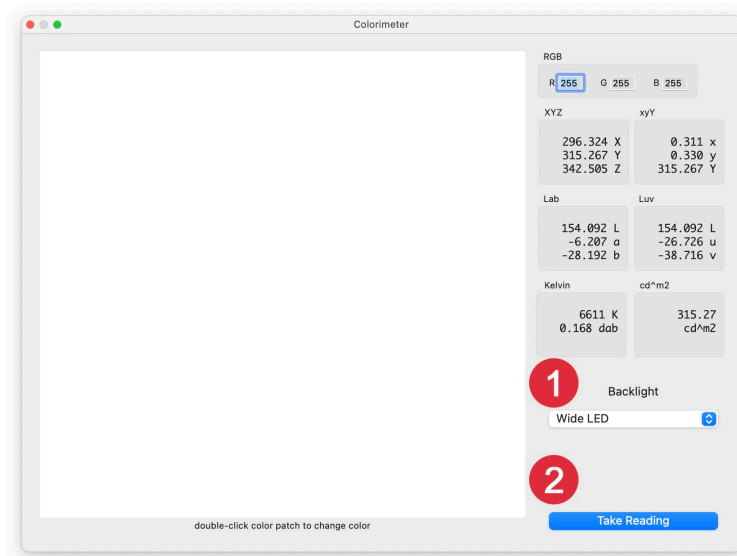 Colorimeter
RGB
R 255 G 255 B 255
XYZ xyY
296.324 X 0.311 x
315.267 Y 0.330 y
342.505 Z 315.267 Y
Lab Luv
154.092 L 154.092 L
-6.207 a -26.726 u
-28.192 b -38.716 v
Kelvin cd^m2
6611 K 315.27
0.168 dab cd^m2
1
Backlight
Wide LED
2
Take Reading
double-click color patch to change color